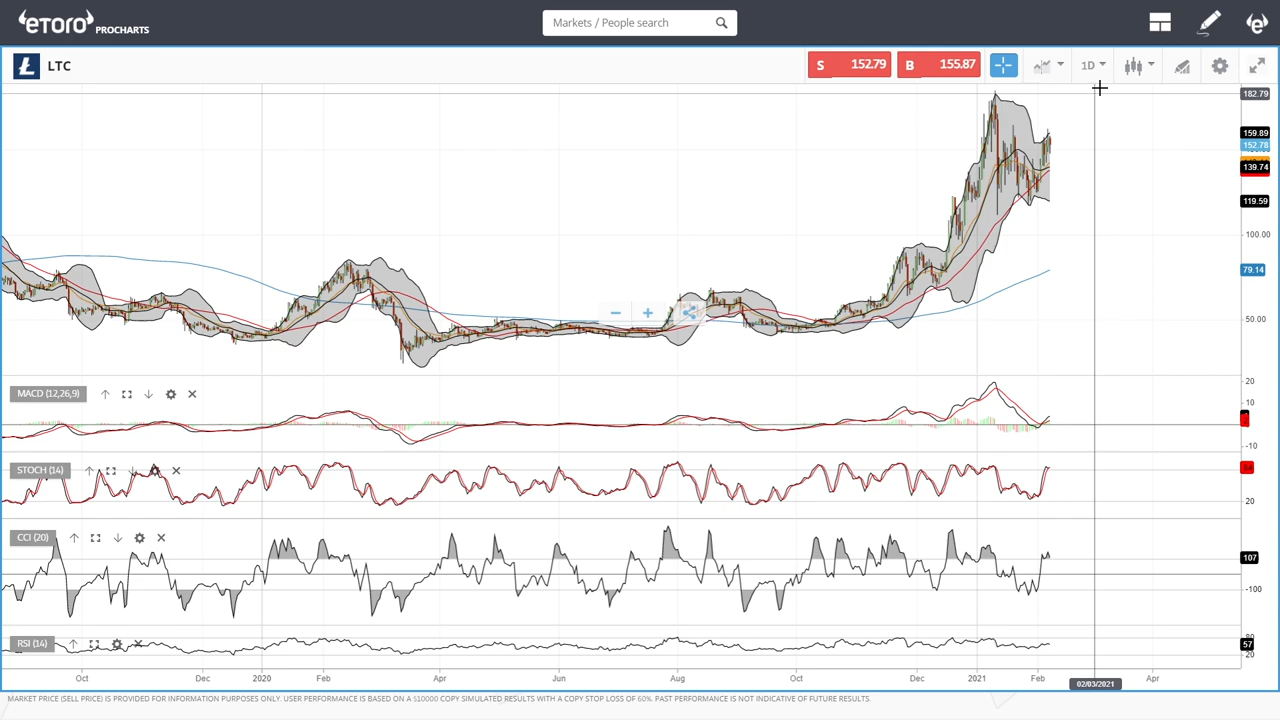 eToro PROCHARTS
Markets / People search
LTC
S 152.79
B 155.87
1D
182.79
159.89
152.78
139.74
119.59
100.00
79.14
50.00
MACD (12,26,9)
20
10
-10
STOCH (14)
84
20
CCI (20)
107
-100
RSI (14)
80
57
20
Oct Dec 2020 Feb Apr Jun Aug Oct Dec 2021 Feb Apr
02/03/2021
MARKET PRICE (SELL PRICE) IS PROVIDED FOR INFORMATION PURPOSES ONLY. USER PERFORMANCE IS BASED ON A $10000 COPY SIMULATED RESULTS WITH A COPY STOP LOSS OF 60%. PAST PERFORMANCE IS NOT INDICATIVE OF FUTURE RESULTS.